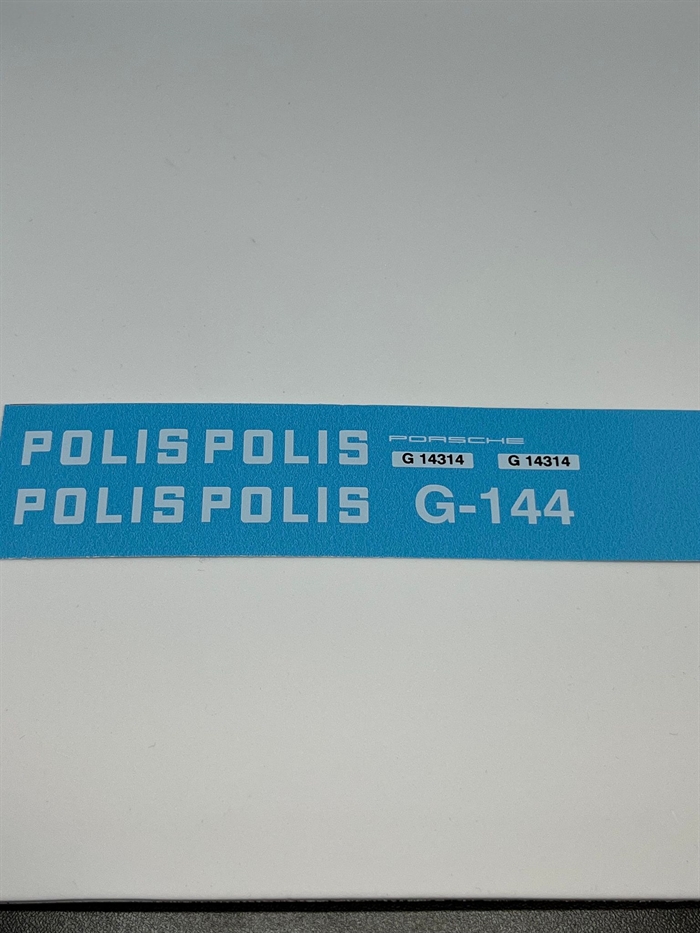 POLIS POLIS PORSCHE
G 14314 G 14314
POLIS POLIS G-144